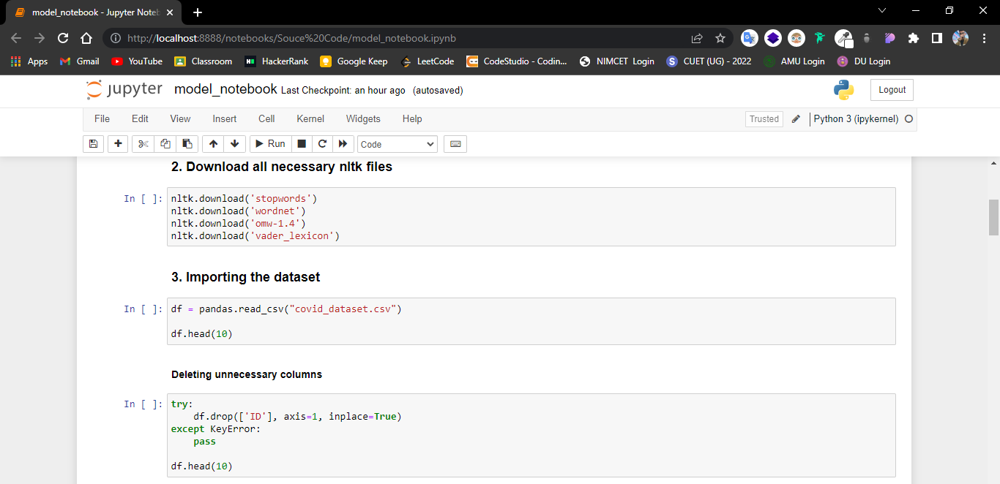 model_notebook - Jupyter Noteb
http://localhost:8888/notebooks/Souce%20Code/model_notebook.ipynb
Apps Gmail YouTube Classroom HackerRank Google Keep LeetCode CodeStudio - Codin... NIMCET Login CUET (UG) - 2022 AMU Login DU Login
jupyter model_notebook Last Checkpoint: an hour ago (autosaved) Logout
File Edit View Insert Cell Kernel Widgets Help Trusted Python 3 (ipykernel)
Run Code
2. Download all necessary nltk files
In [ ]: nltk.download('stopwords')
nltk.download('wordnet')
nltk.download('omw-1.4')
nltk.download('vader_lexicon')
3. Importing the dataset
In [ ]: df = pandas.read_csv("covid_dataset.csv")
df.head(10)
Deleting unnecessary columns
In [ ]: try:
df.drop(['ID'], axis=1, inplace=True)
except KeyError:
pass
df.head(10)